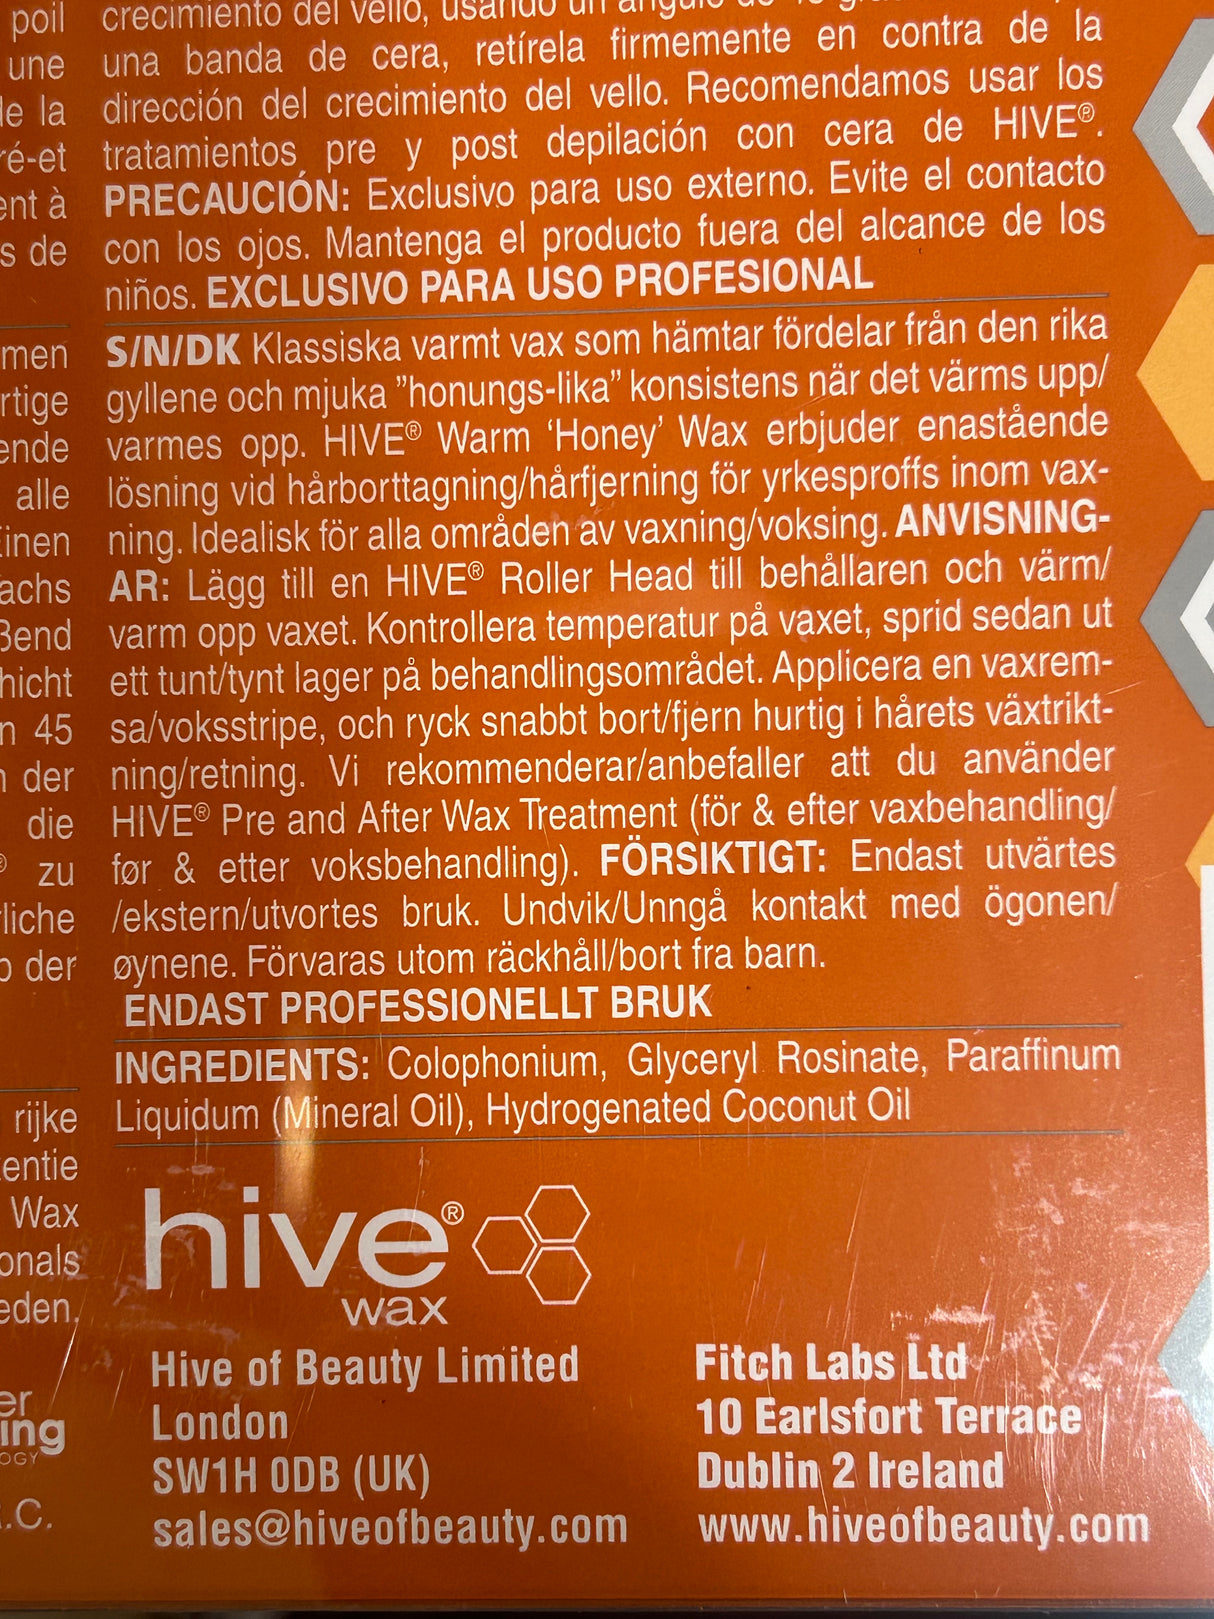 poil
une
la
à
de
crecimiento del vello, usando un
una banda de cera, retírela firmemente en contra de la
dirección del crecimiento del vello. Recomendamos usar los
tratamientos pre y post depilación con cera de HIVE®.
PRECAUCIÓN: Exclusivo para uso externo. Evite el contacto
con los ojos. Mantenga el producto fuera del alcance de los
niños. EXCLUSIVO PARA USO PROFESIONAL
alle
45
der
die
® zu
der
S/N/DK Klassiska varmt vax som hämtar fördelar från den rika
gyllene och mjuka ”honungs-lika” konsistens när det värms upp/
varmes opp. HIVE® Warm ‘Honey’ Wax erbjuder enastående
lösning vid hårborttagning/hårfjerning för yrkesproffs inom vax-
ning. Idealisk för alla områden av vaxning/voksing. ANVISNING-
AR: Lägg till en HIVE® Roller Head till behållaren och värm/
varm opp vaxet. Kontrollera temperatur på vaxet, sprid sedan ut
ett tunt/tynt lager på behandlingsområdet. Applicera en vaxrem-
sa/voksstripe, och ryck snabbt bort/fjern hurtig i hårets växtrikt-
ning/retning. Vi rekommenderar/anbefaller att du använder
HIVE® Pre and After Wax Treatment (för & efter vaxbehandling/
før & etter voksbehandling). FÖRSIKTIGT: Endast utvärtes
/ekstern/utvortes bruk. Undvik/Unngå kontakt med ögonen/
øynene. Förvaras utom räckhåll/bort fra barn.
ENDAST PROFESSIONELLT BRUK
rijke
Wax
INGREDIENTS: Colophonium, Glyceryl Rosinate, Paraffinum
Liquidum (Mineral Oil), Hydrogenated Coconut Oil
hive®
wax
Hive of Beauty Limited
London
SW1H 0DB (UK)
sales@hiveofbeauty.com
Fitch Labs Ltd
10 Earlsfort Terrace
Dublin 2 Ireland
www.hiveofbeauty.com